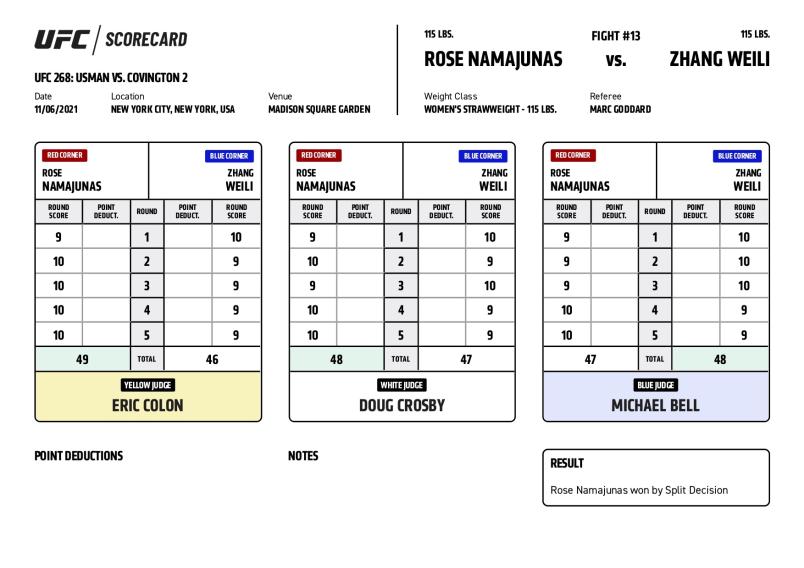 UFC / SCORECARD
UFC 268: USMAN VS. COVINGTON 2
Date Location Venue
11/06/2021 NEW YORK CITY, NEW YORK, USA MADISON SQUARE GARDEN
115 LBS. FIGHT #13 115 LBS.
ROSE NAMAJUNAS vs. ZHANG WEILI
Weight Class Referee
WOMEN'S STRAWWEIGHT - 115 LBS. MARC GODDARD
RED CORNER BLUE CORNER
ROSE ZHANG
NAMAJUNAS WEILI
ROUND SCORE POINT DEDUCT. ROUND POINT DEDUCT. ROUND SCORE
9 1 10
10 2 9
10 3 9
10 4 9
10 5 9
49 TOTAL 46
YELLOW JUDGE
ERIC COLON
RED CORNER BLUE CORNER
ROSE ZHANG
NAMAJUNAS WEILI
ROUND SCORE POINT DEDUCT. ROUND POINT DEDUCT. ROUND SCORE
9 1 10
10 2 9
9 3 10
10 4 9
10 5 9
48 TOTAL 47
WHITE JUDGE
DOUG CROSBY
RED CORNER BLUE CORNER
ROSE ZHANG
NAMAJUNAS WEILI
ROUND SCORE POINT DEDUCT. ROUND POINT DEDUCT. ROUND SCORE
9 1 10
9 2 10
9 3 10
10 4 9
10 5 9
47 TOTAL 48
BLUE JUDGE
MICHAEL BELL
POINT DEDUCTIONS
NOTES
RESULT
Rose Namajunas won by Split Decision